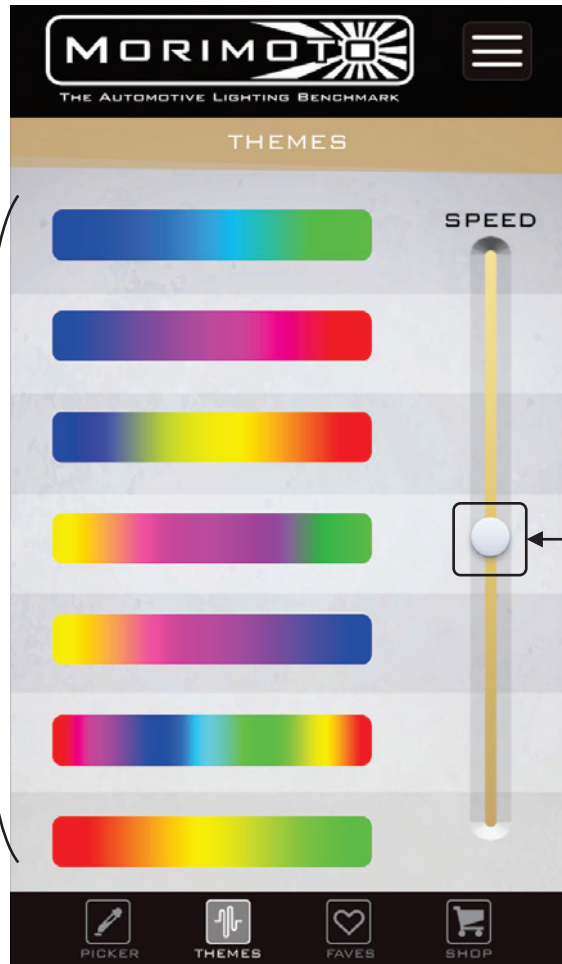 MORIMOTO
THE AUTOMOTIVE LIGHTING BENCHMARK
THEMES
SPEED
PICKER
THEMES
FAVES
SHOP